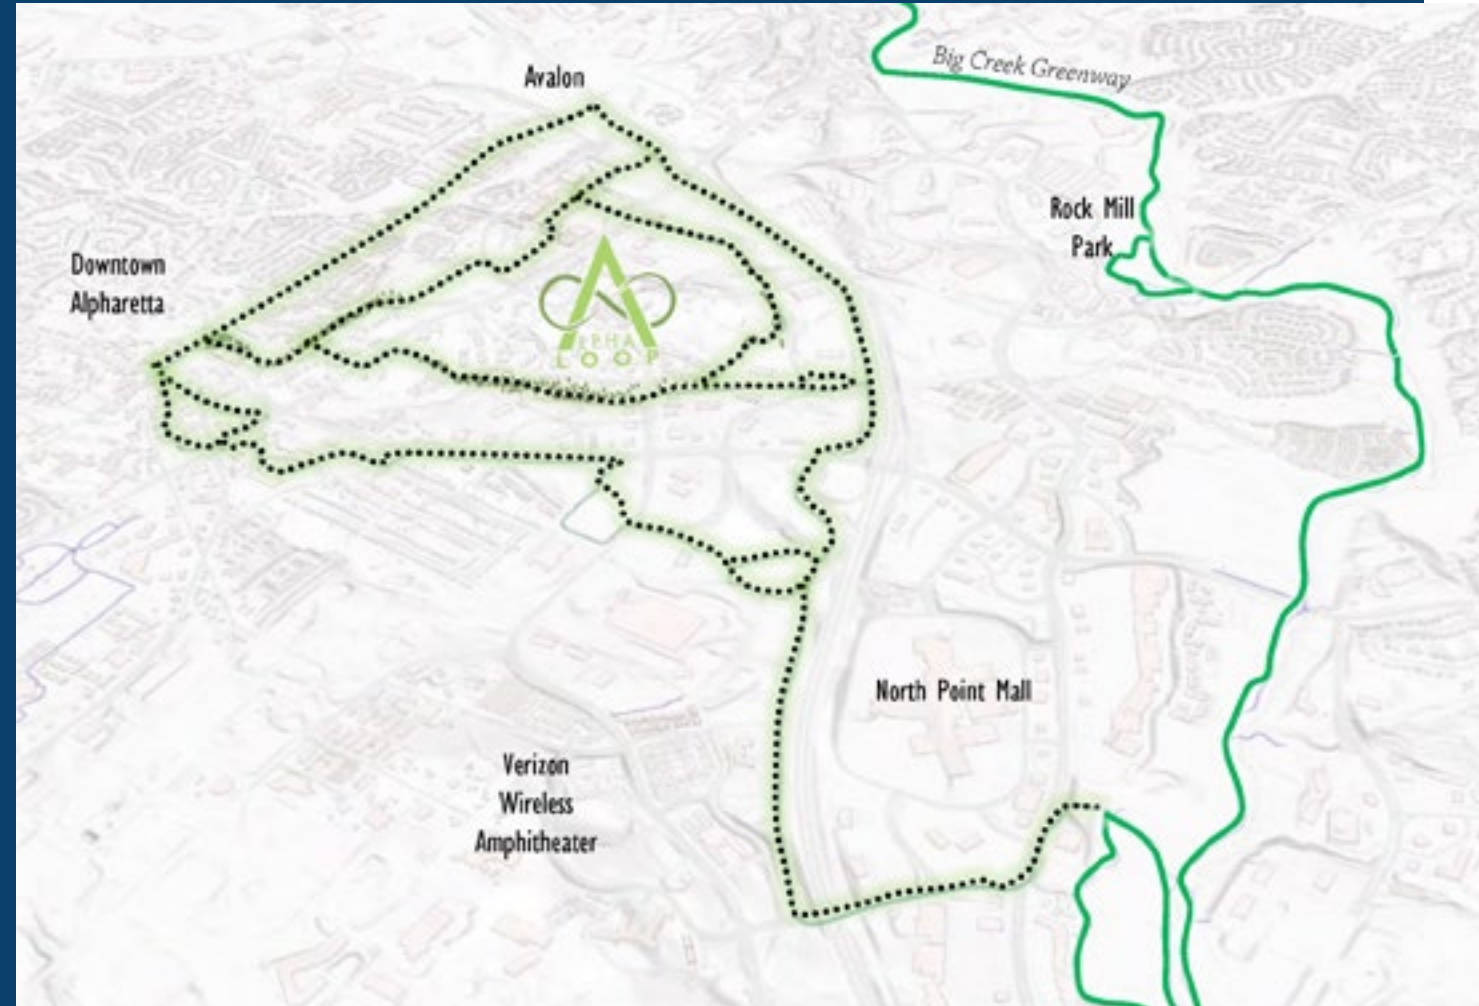 Big Creek Greenway
Avalon
Rock Mill
Park
Downtown
Alpharetta
ALPHA
LOOP
North Point Mall
Verizon
Wireless
Amphitheater